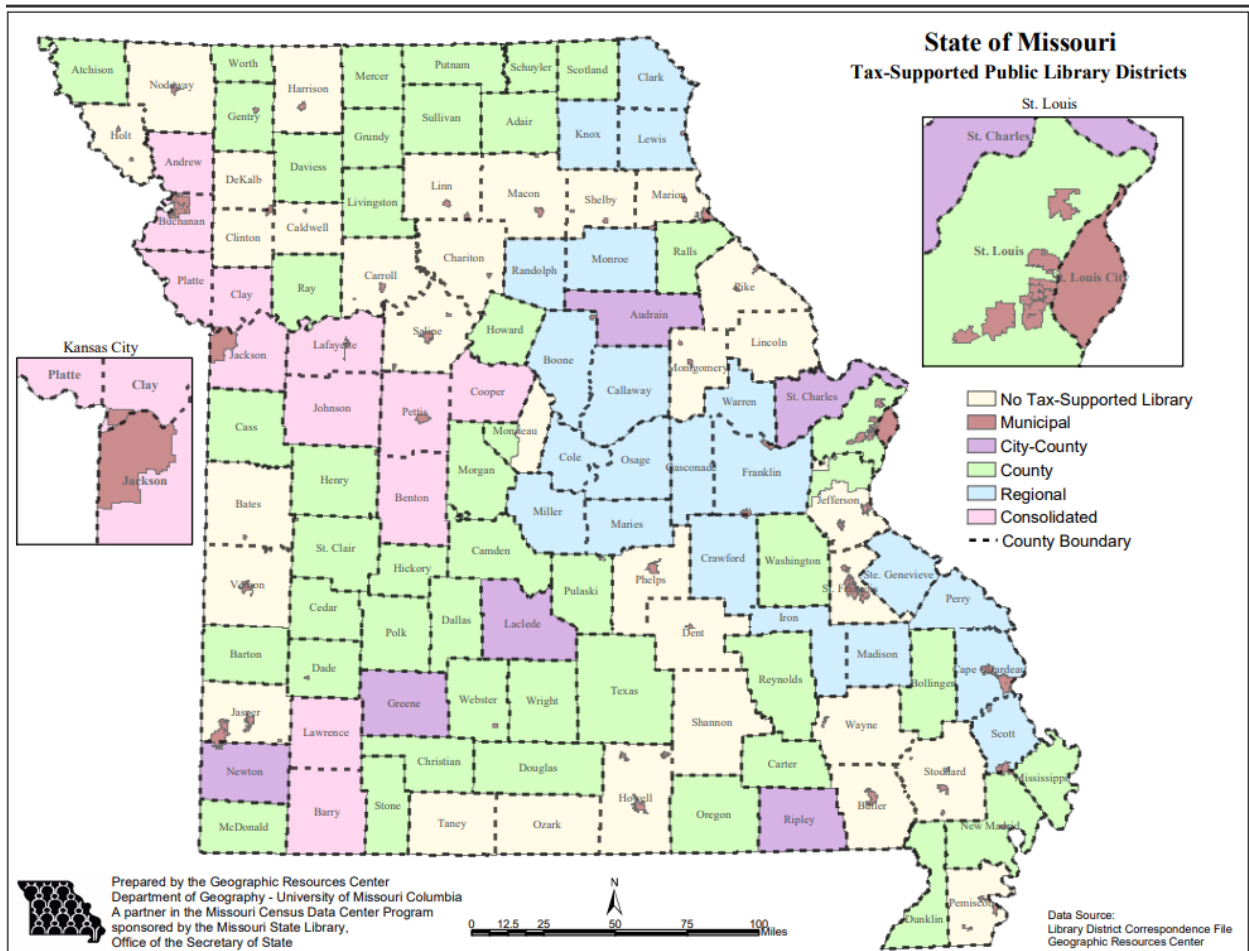 State of Missouri
Tax-Supported Public Library Districts
St. Louis
St. Charles
St. Louis
St. Louis City
Kansas City
Platte
Clay
Jackson
No Tax-Supported Library
Municipal
City-County
County
Regional
Consolidated
County Boundary
Atchison
Nodaway
Worth
Harrison
Mercer
Putnam
Schuyler
Scotland
Clark
Holt
Gentry
Sullivan
Adair
Knox
Lewis
Andrew
DeKalb
Daviess
Grundy
Linn
Macon
Shelby
Marion
Buchanan
Clinton
Caldwell
Livingston
Chariton
Randolph
Monroe
Ralls
Platte
Clay
Ray
Carroll
Saline
Howard
Audrain
Pike
Jackson
Lafayette
Cooper
Boone
Callaway
Montgomery
Lincoln
Johnson
Pettis
Moniteau
Warren
St. Charles
Cass
Henry
Benton
Morgan
Cole
Osage
Gasconade
Franklin
Bates
Miller
Maries
Jefferson
St. Clair
Camden
Hickory
Pulaski
Phelps
Crawford
Washington
Ste. Genevieve
St. Francois
Perry
Vernon
Cedar
Polk
Dallas
Laclede
Dent
Iron
Madison
Barton
Dade
Reynolds
Bollinger
Cape Girardeau
Jasper
Greene
Webster
Wright
Texas
Shannon
Wayne
Scott
Lawrence
Newton
Christian
Douglas
Carter
Stoddard
Mississippi
McDonald
Barry
Stone
Taney
Ozark
Howell
Oregon
Ripley
Butler
New Madrid
Dunklin
Pemiscot
Prepared by the Geographic Resources Center
Department of Geography - University of Missouri Columbia
A partner in the Missouri Census Data Center Program
sponsored by the Missouri State Library,
Office of the Secretary of State
N
0 12.5 25 50 75 100
Miles
Data Source:
Library District Correspondence File
Geographic Resources Center